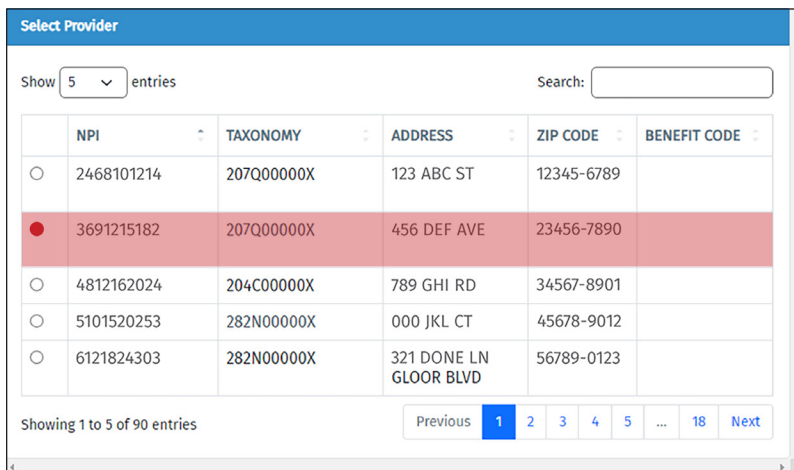 Select Provider
Show 5 entries Search:
NPI TAXONOMY ADDRESS ZIP CODE BENEFIT CODE
2468101214 207Q00000X 123 ABC ST 12345-6789
3691215182 207Q00000X 456 DEF AVE 23456-7890
4812162024 204C00000X 789 GHI RD 34567-8901
5101520253 282N00000X 000 JKL CT 45678-9012
6121824303 282N00000X 321 DONE LN 56789-0123
GLOOR BLVD
Showing 1 to 5 of 90 entries Previous 1 2 3 4 5 ... 18 Next